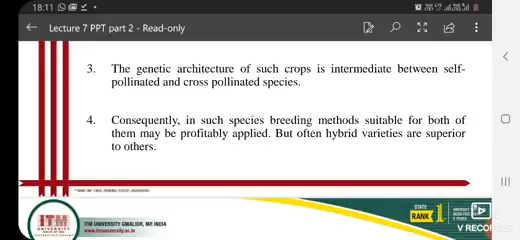 18:11
Lecture 7 PPT part 2 - Read-only
3. The genetic architecture of such crops is intermediate between self-
pollinated and cross pollinated species.
4. Consequently, in such species breeding methods suitable for both of
them may be profitably applied. But often hybrid varieties are superior
to others.
ITM
UNIVERSITY
ITM UNIVERSITY GWALIOR, MP, INDIA
www.itmuniversity.ac.in
STATE
RANK 1
V RECORDER